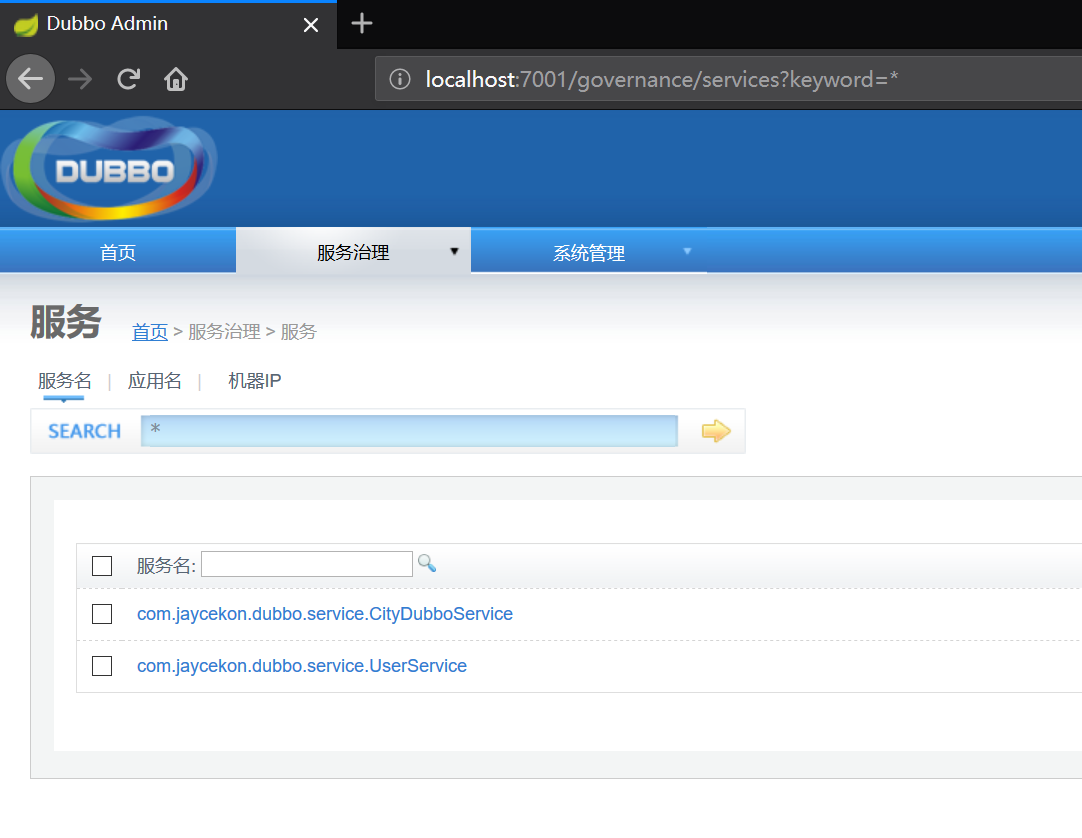 Dubbo Admin
localhost:7001/governance/services?keyword=*
DUBBO
首页 服务治理 系统管理
服务 首页 > 服务治理 > 服务
服务名 | 应用名 | 机器IP
SEARCH *
服务名:
com.jaycekon.dubbo.service.CityDubboService
com.jaycekon.dubbo.service.UserService